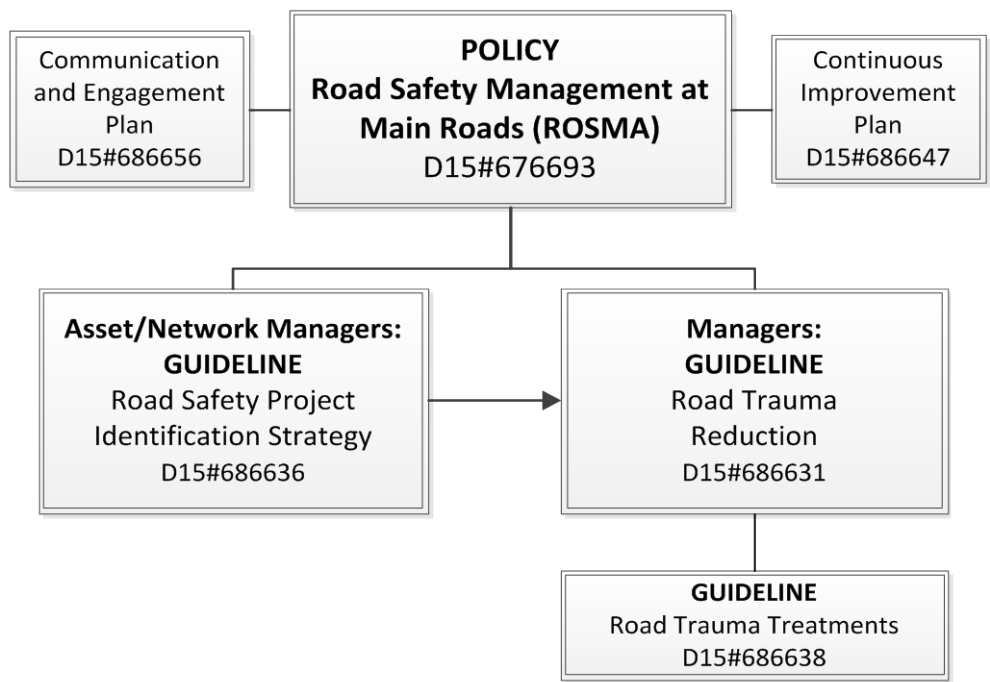 Communication
and Engagement
Plan
D15#686656
POLICY
Road Safety Management at
Main Roads (ROSMA)
D15#676693
Continuous
Improvement
Plan
D15#686647
Asset/Network Managers:
GUIDELINE
Road Safety Project
Identification Strategy
D15#686636
Managers:
GUIDELINE
Road Trauma
Reduction
D15#686631
GUIDELINE
Road Trauma Treatments
D15#686638